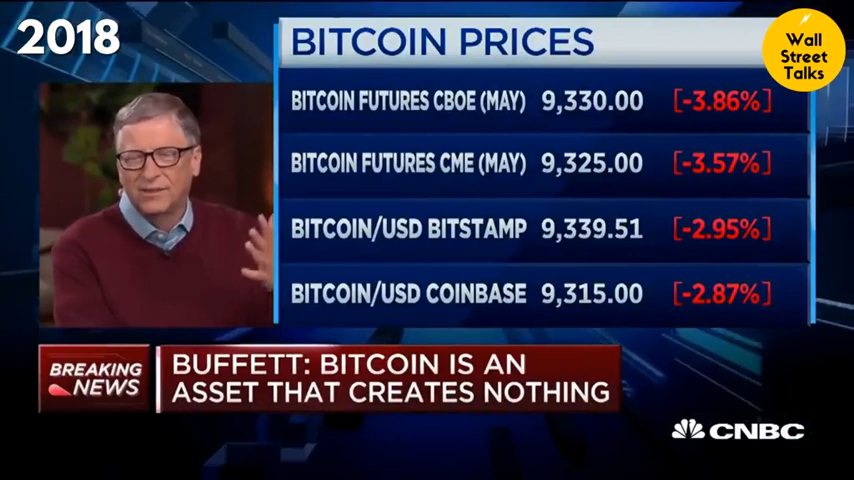 2018
BITCOIN PRICES
Wall
Street
Talks
BITCOIN FUTURES CBOE (MAY) 9,330.00 [-3.86%]
BITCOIN FUTURES CME (MAY) 9,325.00 [-3.57%]
BITCOIN/USD BITSTAMP 9,339.51 [-2.95%]
BITCOIN/USD COINBASE 9,315.00 [-2.87%]
BREAKING
NEWS
BUFFETT: BITCOIN IS AN
ASSET THAT CREATES NOTHING
CNBC